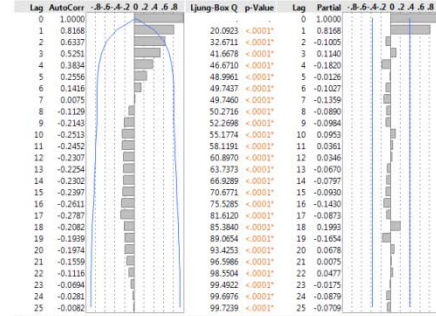 Lag AutoCorr -.8-.6-.4-.2 0 .2 .4 .6 .8 Ljung-Box Q p-Value Lag Partial -.8-.6-.4-.2 0 .2 .4 .6 .8
0 1.0000 . . 0 1.0000
1 0.8168 20.0923 <.0001* 1 0.8168
2 0.6337 32.6711 <.0001* 2 -0.1005
3 0.5251 41.6678 <.0001* 3 0.1140
4 0.3834 46.6710 <.0001* 4 -0.1820
5 0.2556 48.9961 <.0001* 5 -0.0126
6 0.1416 49.7437 <.0001* 6 -0.1027
7 0.0075 49.7460 <.0001* 7 -0.1359
8 -0.1129 50.2716 <.0001* 8 -0.0890
9 -0.2143 52.2698 <.0001* 9 -0.0984
10 -0.2513 55.1774 <.0001* 10 0.0953
11 -0.2452 58.1191 <.0001* 11 0.0361
12 -0.2307 60.8970 <.0001* 12 0.0346
13 -0.2254 63.7373 <.0001* 13 -0.0670
14 -0.2302 66.9289 <.0001* 14 -0.0797
15 -0.2397 70.6771 <.0001* 15 -0.0930
16 -0.2611 75.5285 <.0001* 16 -0.1430
17 -0.2787 81.6120 <.0001* 17 -0.0873
18 -0.2082 85.3840 <.0001* 18 0.1993
19 -0.1939 89.0654 <.0001* 19 -0.1654
20 -0.1974 93.4253 <.0001* 20 0.0678
21 -0.1559 96.5986 <.0001* 21 0.0075
22 -0.1116 98.5504 <.0001* 22 0.0477
23 -0.0694 99.4922 <.0001* 23 -0.0175
24 -0.0281 99.6976 <.0001* 24 -0.0879
25 -0.0082 99.7239 <.0001* 25 -0.0709